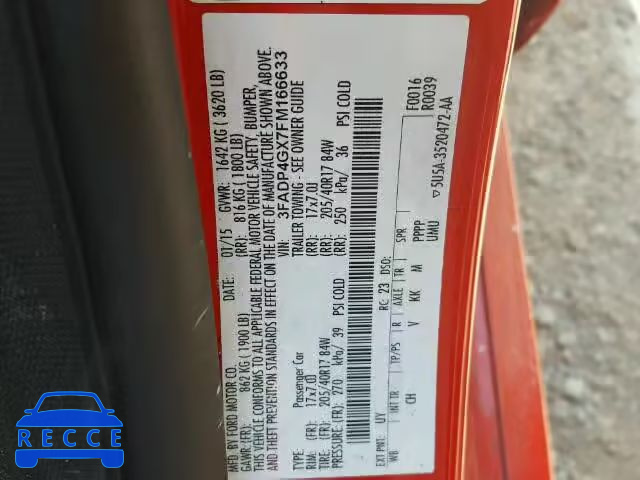 MFD. BY FORD MOTOR CO.
DATE: 01/15 GVWR: 1642 KG ( 3620 LB)
GAWR:(FR): 862 KG ( 1900 LB) (RR): 816 KG ( 1800 LB)
THIS VEHICLE CONFORMS TO ALL APPLICABLE FEDERAL MOTOR VEHICLE SAFETY, BUMPER,
AND THEFT PREVENTION STANDARDS IN EFFECT ON THE DATE OF MANUFACTURE SHOWN ABOVE.
VIN: 3FADP4GX7FM166633
TYPE: Passenger Car TRAILER TOWING - SEE OWNER GUIDE
RIM: (FR): 17x7.0J (RR): 17x7.0J
TIRE: (FR): 205/40R17 84W (RR): 205/40R17 84W
PRESSURE:(FR): 270 kPa/ 39 PSI COLD (RR): 250 kPa/ 36 PSI COLD
F0016
EXT PNT: UY RC: 23 DSO: R0039
WB INT TR TP/PS R AXLE TR SPR
CH V KK M PPPP
UMU
▽5U5A-3520472-AA
RECCE